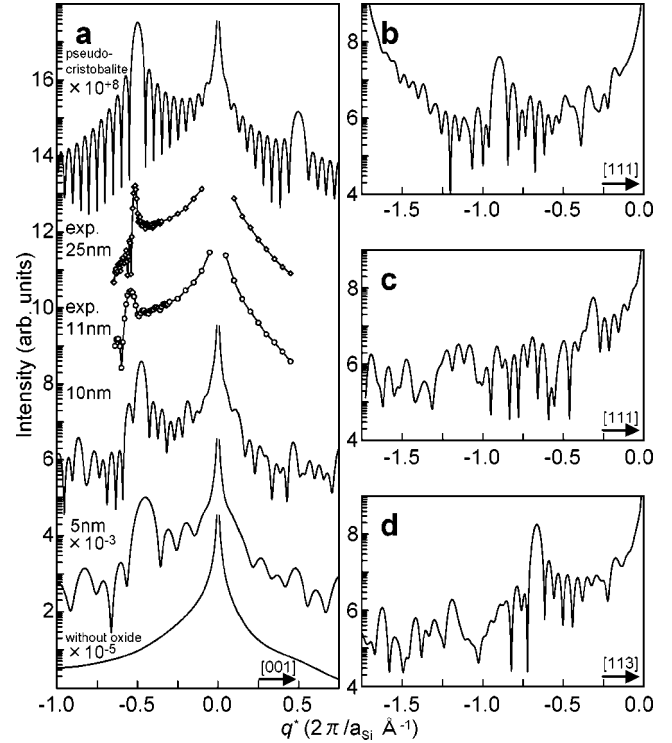 a
pseudo-
cristobalite
×10⁺⁸
exp.
25nm
exp.
11nm
10nm
5nm
×10⁻³
without oxide
×10⁻⁵
[001]
16
14
12
10
8
6
4
2
-1.0 -0.5 0.0 0.5
Intensity (arb. units)
b
8
6
4
[111]
-1.5 -1.0 -0.5 0.0
c
8
6
4
[111]
-1.5 -1.0 -0.5 0.0
d
8
6
4
[113]
-1.5 -1.0 -0.5 0.0
q* (2π/aSi Å⁻¹)